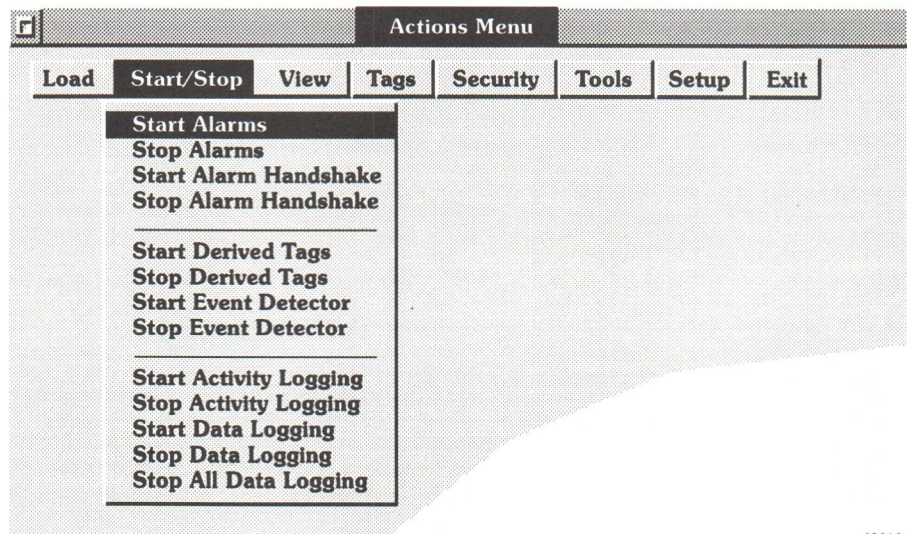 Actions Menu
Load Start/Stop View Tags Security Tools Setup Exit
Start Alarms
Stop Alarms
Start Alarm Handshake
Stop Alarm Handshake
Start Derived Tags
Stop Derived Tags
Start Event Detector
Stop Event Detector
Start Activity Logging
Stop Activity Logging
Start Data Logging
Stop Data Logging
Stop All Data Logging